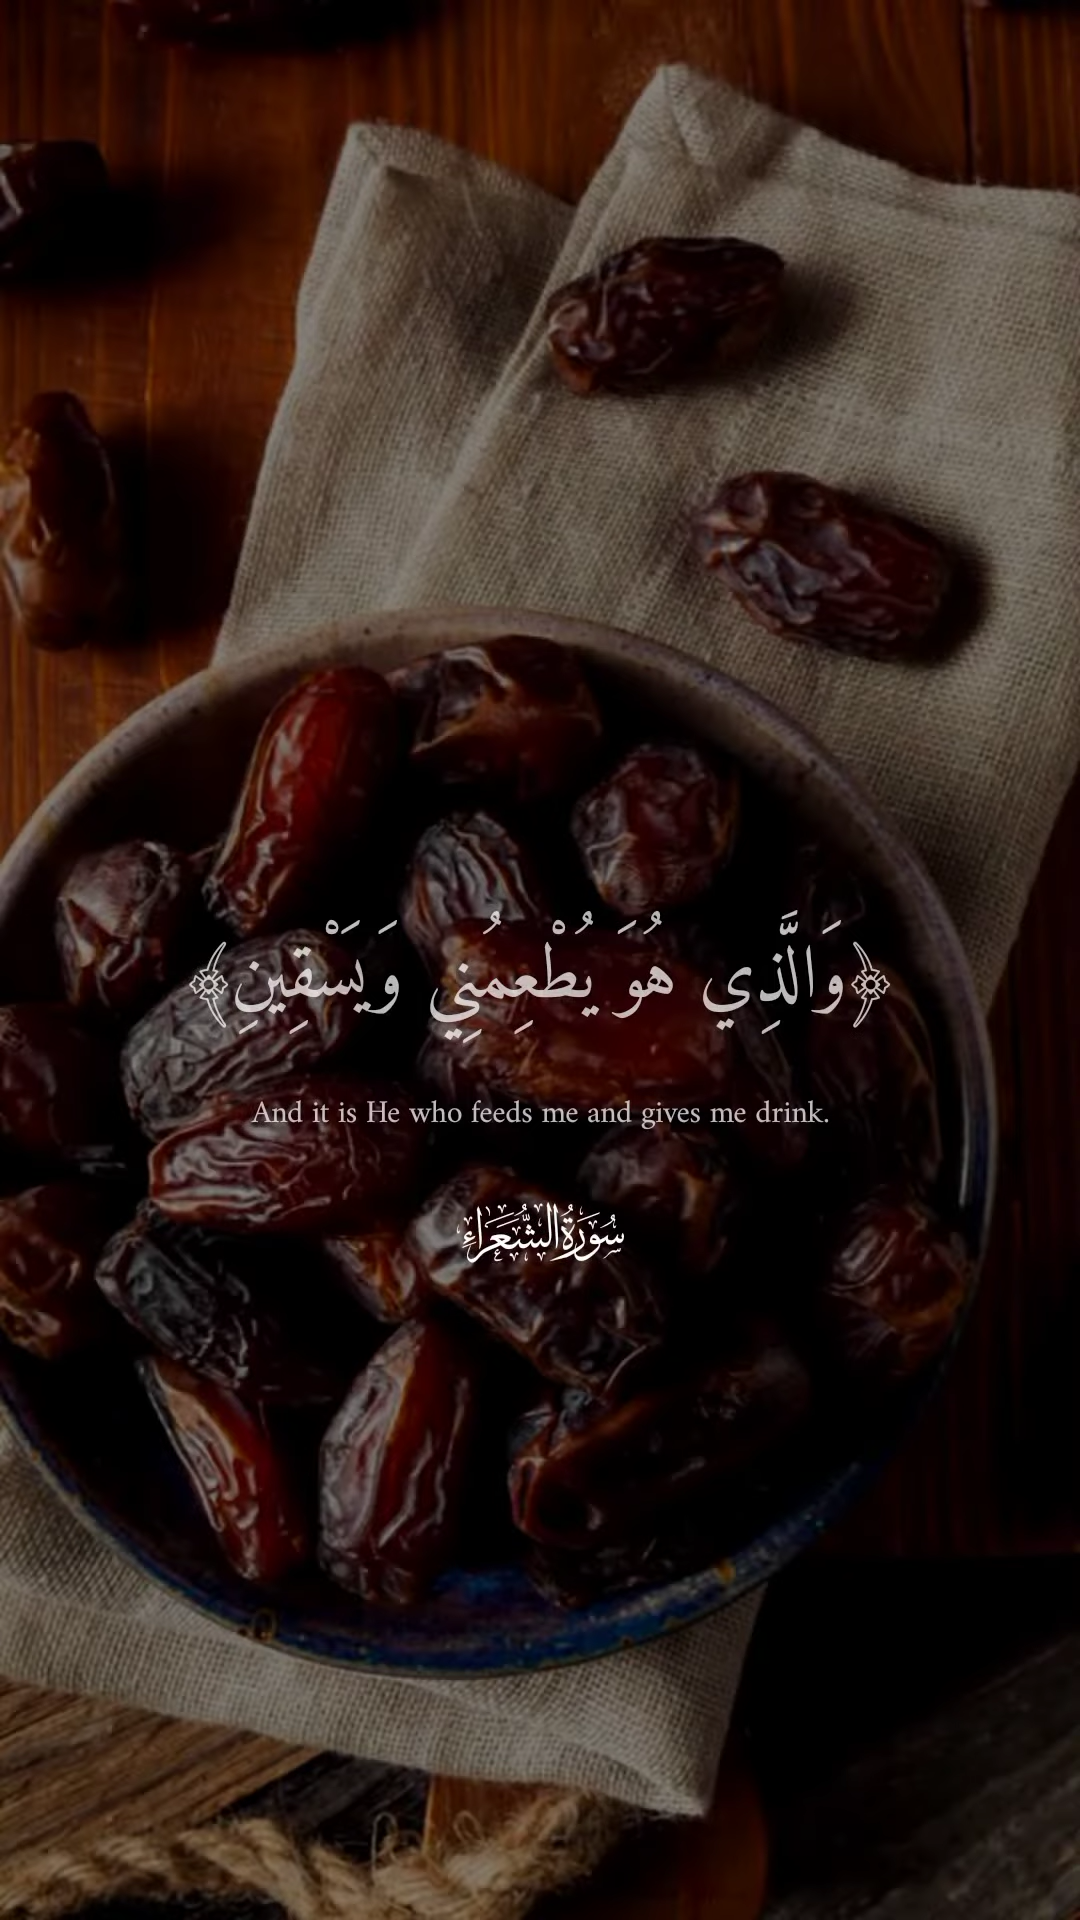 ﴿وَالَّذِي هُوَ يُطْعِمُنِي وَيَسْقِينِ﴾
And it is He who feeds me and gives me drink.
سُورَةُ الشُّعَرَاءِ